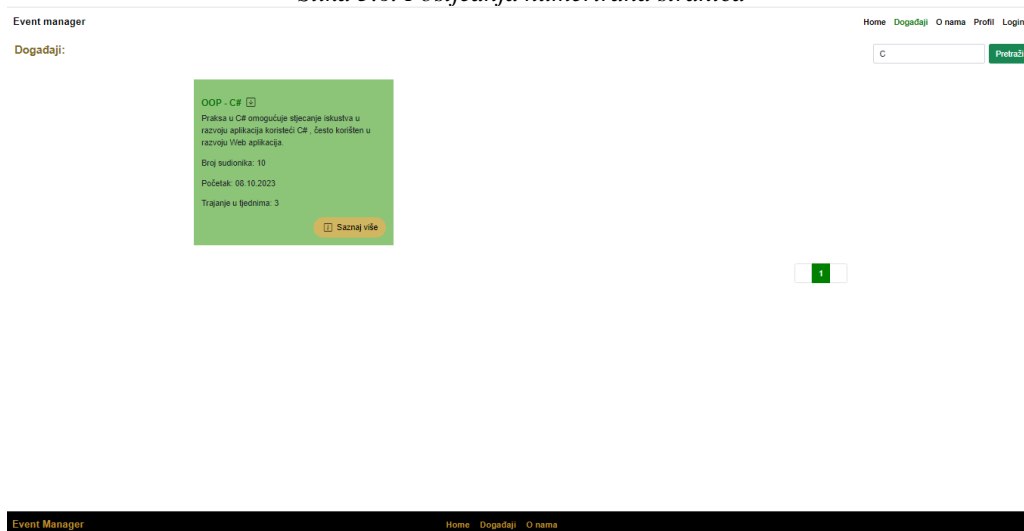 Event manager
Home Događaji O nama Profil Login
Događaji:
C
Pretraži
OOP - C#
Praksa u C# omogućuje stjecanje iskustva u
razvoju aplikacija koristeći C# , često korišten u
razvoju Web aplikacija.
Broj sudionika: 10
Početak: 08.10.2023
Trajanje u tjednima: 3
Saznaj više
1
Event Manager
Home Događaji O nama